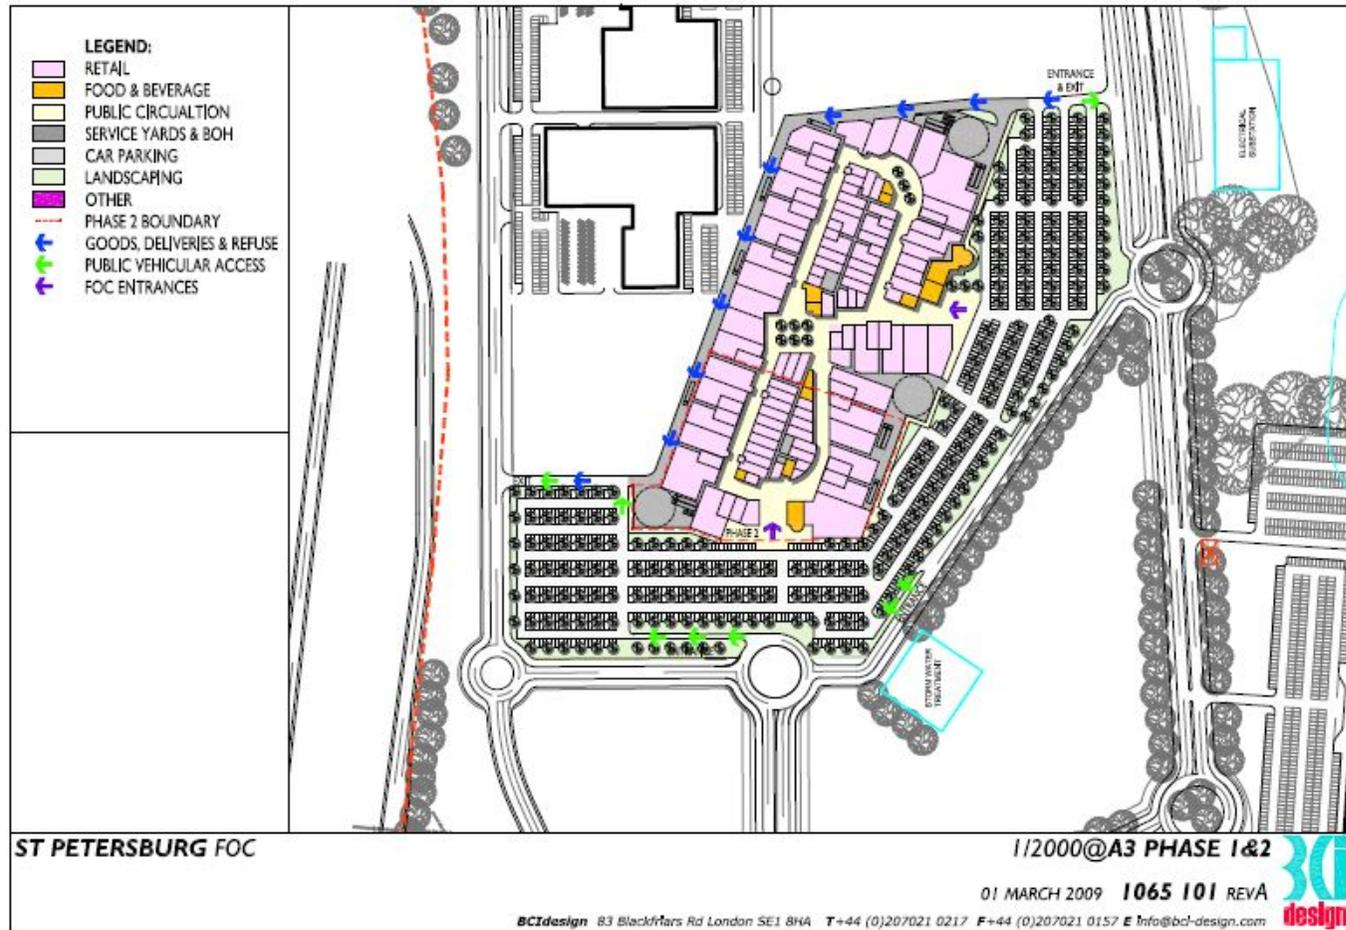 LEGEND:
RETAIL
FOOD & BEVERAGE
PUBLIC CIRCUALTION
SERVICE YARDS & BOH
CAR PARKING
LANDSCAPING
OTHER
PHASE 2 BOUNDARY
GOODS, DELIVERIES & REFUSE
PUBLIC VEHICULAR ACCESS
FOC ENTRANCES
ENTRANCE
& EXIT
ELECTRICAL
SUBSTATION
PHASE 2
ENTRANCE
STORM WATER
TREATMENT
ST PETERSBURG FOC
1/2000@A3 PHASE 1&2
01 MARCH 2009 1065 101 REVA
BCIdesign 83 Blackfriars Rd London SE1 8HA T+44 (0)207021 0217 F+44 (0)207021 0157 E info@bcl-design.com
BCI
design